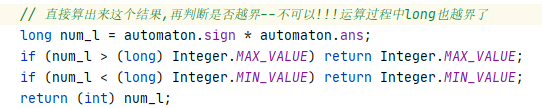 // 直接算出来这个结果,再判断是否越界--不可以!!!运算过程中long也越界了
long num_l = automaton.sign * automaton.ans;
if (num_l > (long) Integer.MAX_VALUE) return Integer.MAX_VALUE;
if (num_l < (long) Integer.MIN_VALUE) return Integer.MIN_VALUE;
return (int) num_l;